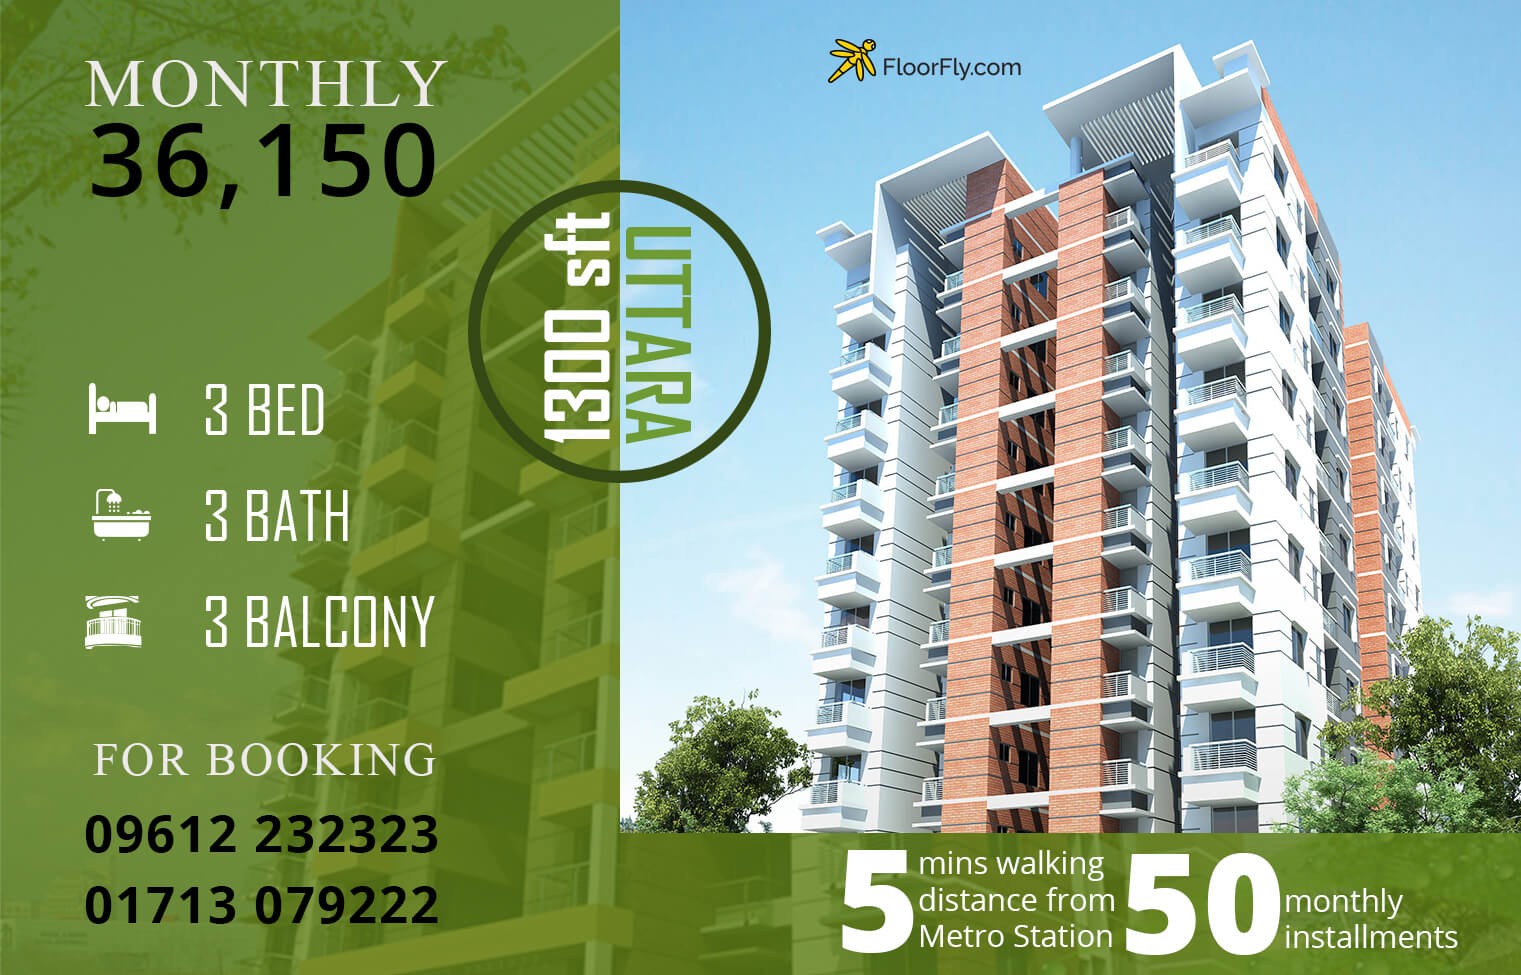 MONTHLY
36,150
FloorFly.com
1300 sft
UTTARA
3 BED
3 BATH
3 BALCONY
FOR BOOKING
09612 232323
01713 079222
5 mins walking
distance from
Metro Station
50 monthly
installments